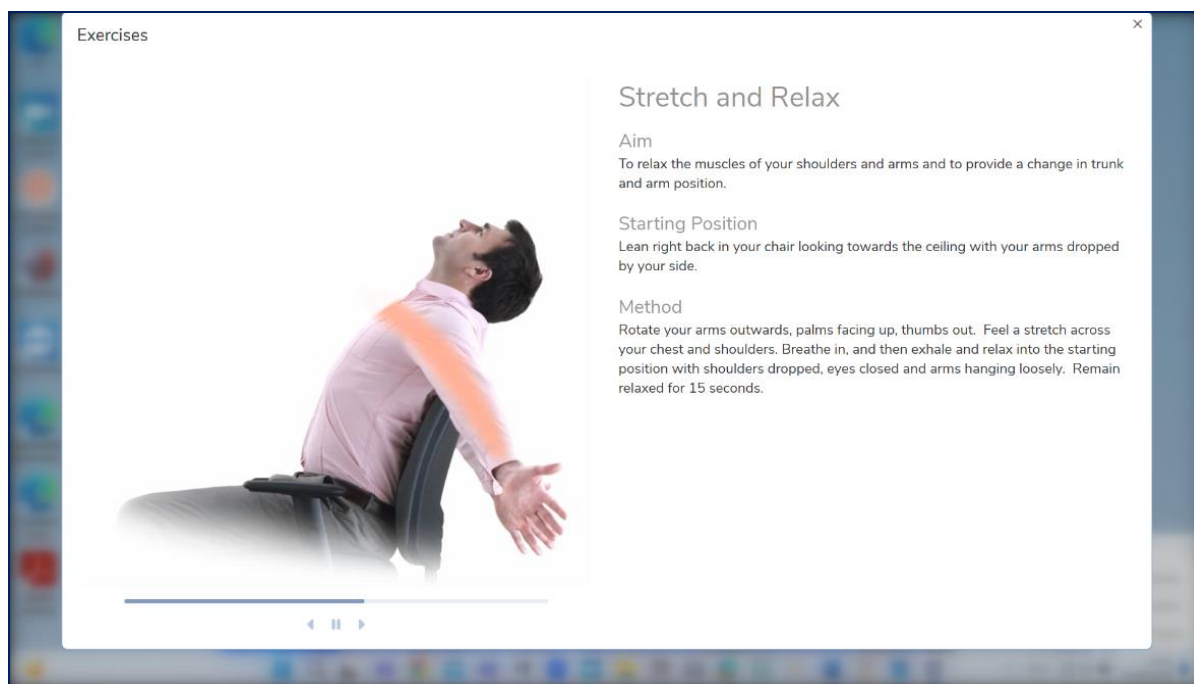 Exercises
Stretch and Relax
Aim
To relax the muscles of your shoulders and arms and to provide a change in trunk
and arm position.
Starting Position
Lean right back in your chair looking towards the ceiling with your arms dropped
by your side.
Method
Rotate your arms outwards, palms facing up, thumbs out.  Feel a stretch across
your chest and shoulders. Breathe in, and then exhale and relax into the starting
position with shoulders dropped, eyes closed and arms hanging loosely.  Remain
relaxed for 15 seconds.